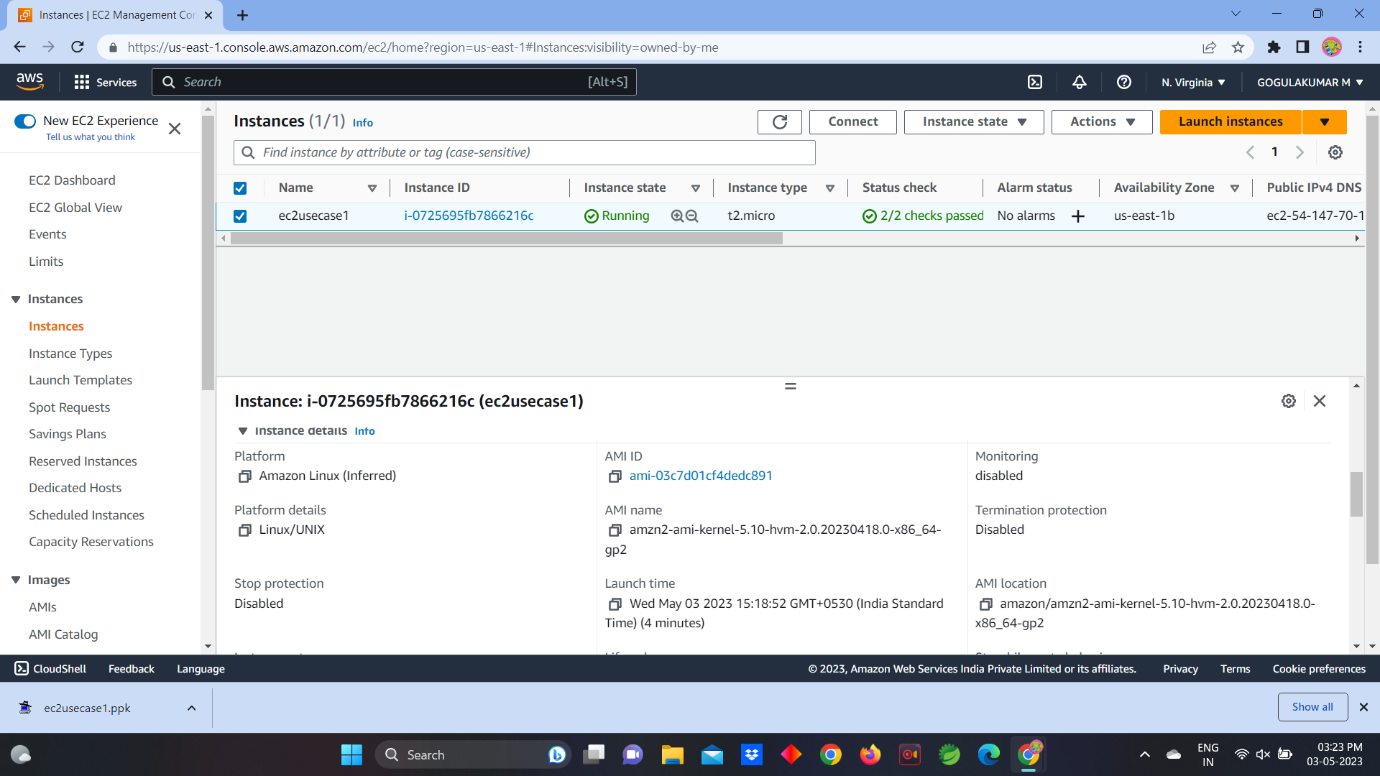 Instances | EC2 Management Con
https://us-east-1.console.aws.amazon.com/ec2/home?region=us-east-1#Instances:visibility=owned-by-me
aws
Services
Search
[Alt+S]
N. Virginia
GOGULAKUMAR M
New EC2 Experience
Tell us what you think
EC2 Dashboard
EC2 Global View
Events
Limits
Instances
Instances
Instance Types
Launch Templates
Spot Requests
Savings Plans
Reserved Instances
Dedicated Hosts
Scheduled Instances
Capacity Reservations
Images
AMIs
AMI Catalog
Instances (1/1) Info
Connect
Instance state
Actions
Launch instances
Find instance by attribute or tag (case-sensitive)
1
Name Instance ID Instance state Instance type Status check Alarm status Availability Zone Public IPv4 DNS
ec2usecase1 i-0725695fb7866216c Running t2.micro 2/2 checks passed No alarms us-east-1b ec2-54-147-70-1
Instance: i-0725695fb7866216c (ec2usecase1)
Instance details Info
Platform
Amazon Linux (Inferred)
AMI ID
ami-03c7d01cf4dedc891
Monitoring
disabled
Platform details
Linux/UNIX
AMI name
amzn2-ami-kernel-5.10-hvm-2.0.20230418.0-x86_64-
gp2
Termination protection
Disabled
Stop protection
Disabled
Launch time
Wed May 03 2023 15:18:52 GMT+0530 (India Standard
Time) (4 minutes)
AMI location
amazon/amzn2-ami-kernel-5.10-hvm-2.0.20230418.0-
x86_64-gp2
CloudShell
Feedback
Language
© 2023, Amazon Web Services India Private Limited or its affiliates.
Privacy
Terms
Cookie preferences
ec2usecase1.ppk
Show all
Search
ENG
IN
03:23 PM
03-05-2023